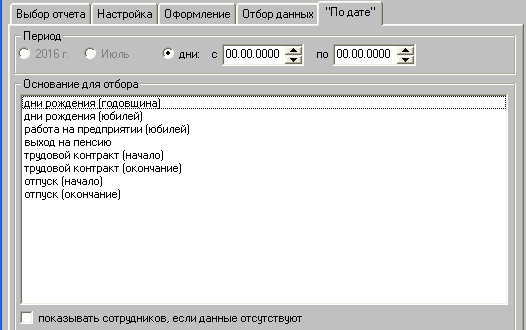 Выбор отчета Настройка Оформление Отбор данных "По дате"
Период
2016 г. Июль дни: с 00.00.0000 по 00.00.0000
Основание для отбора
дни рождения (годовщина)
дни рождения (юбилей)
работа на предприятии (юбилей)
выход на пенсию
трудовой контракт (начало)
трудовой контракт (окончание)
отпуск (начало)
отпуск (окончание)
показывать сотрудников, если данные отсутствуют